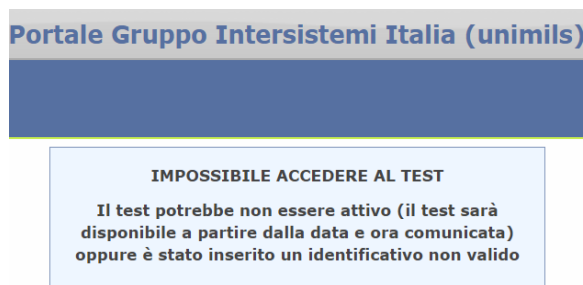 Portale Gruppo Intersistemi Italia (unimils)
IMPOSSIBILE ACCEDERE AL TEST
Il test potrebbe non essere attivo (il test sarà
disponibile a partire dalla data e ora comunicata)
oppure è stato inserito un identificativo non valido